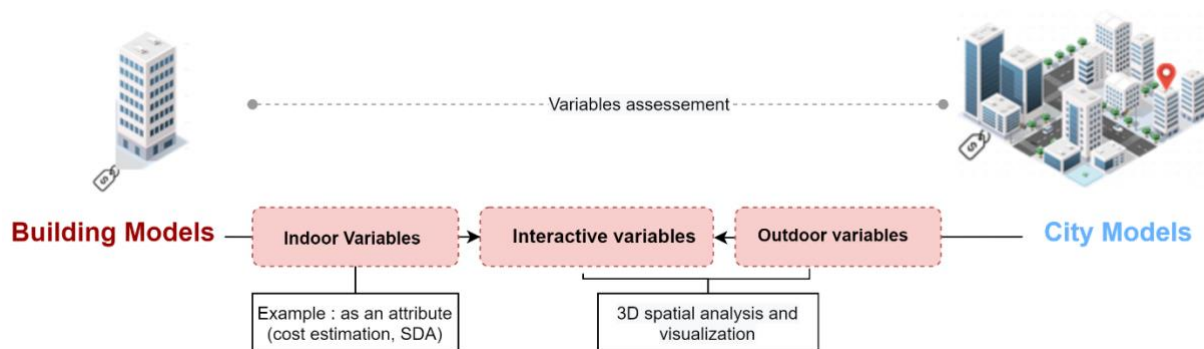 Variables assessement
Building Models
Indoor Variables
Interactive variables
Outdoor variables
City Models
Example : as an attribute
(cost estimation, SDA)
3D spatial analysis and
visualization